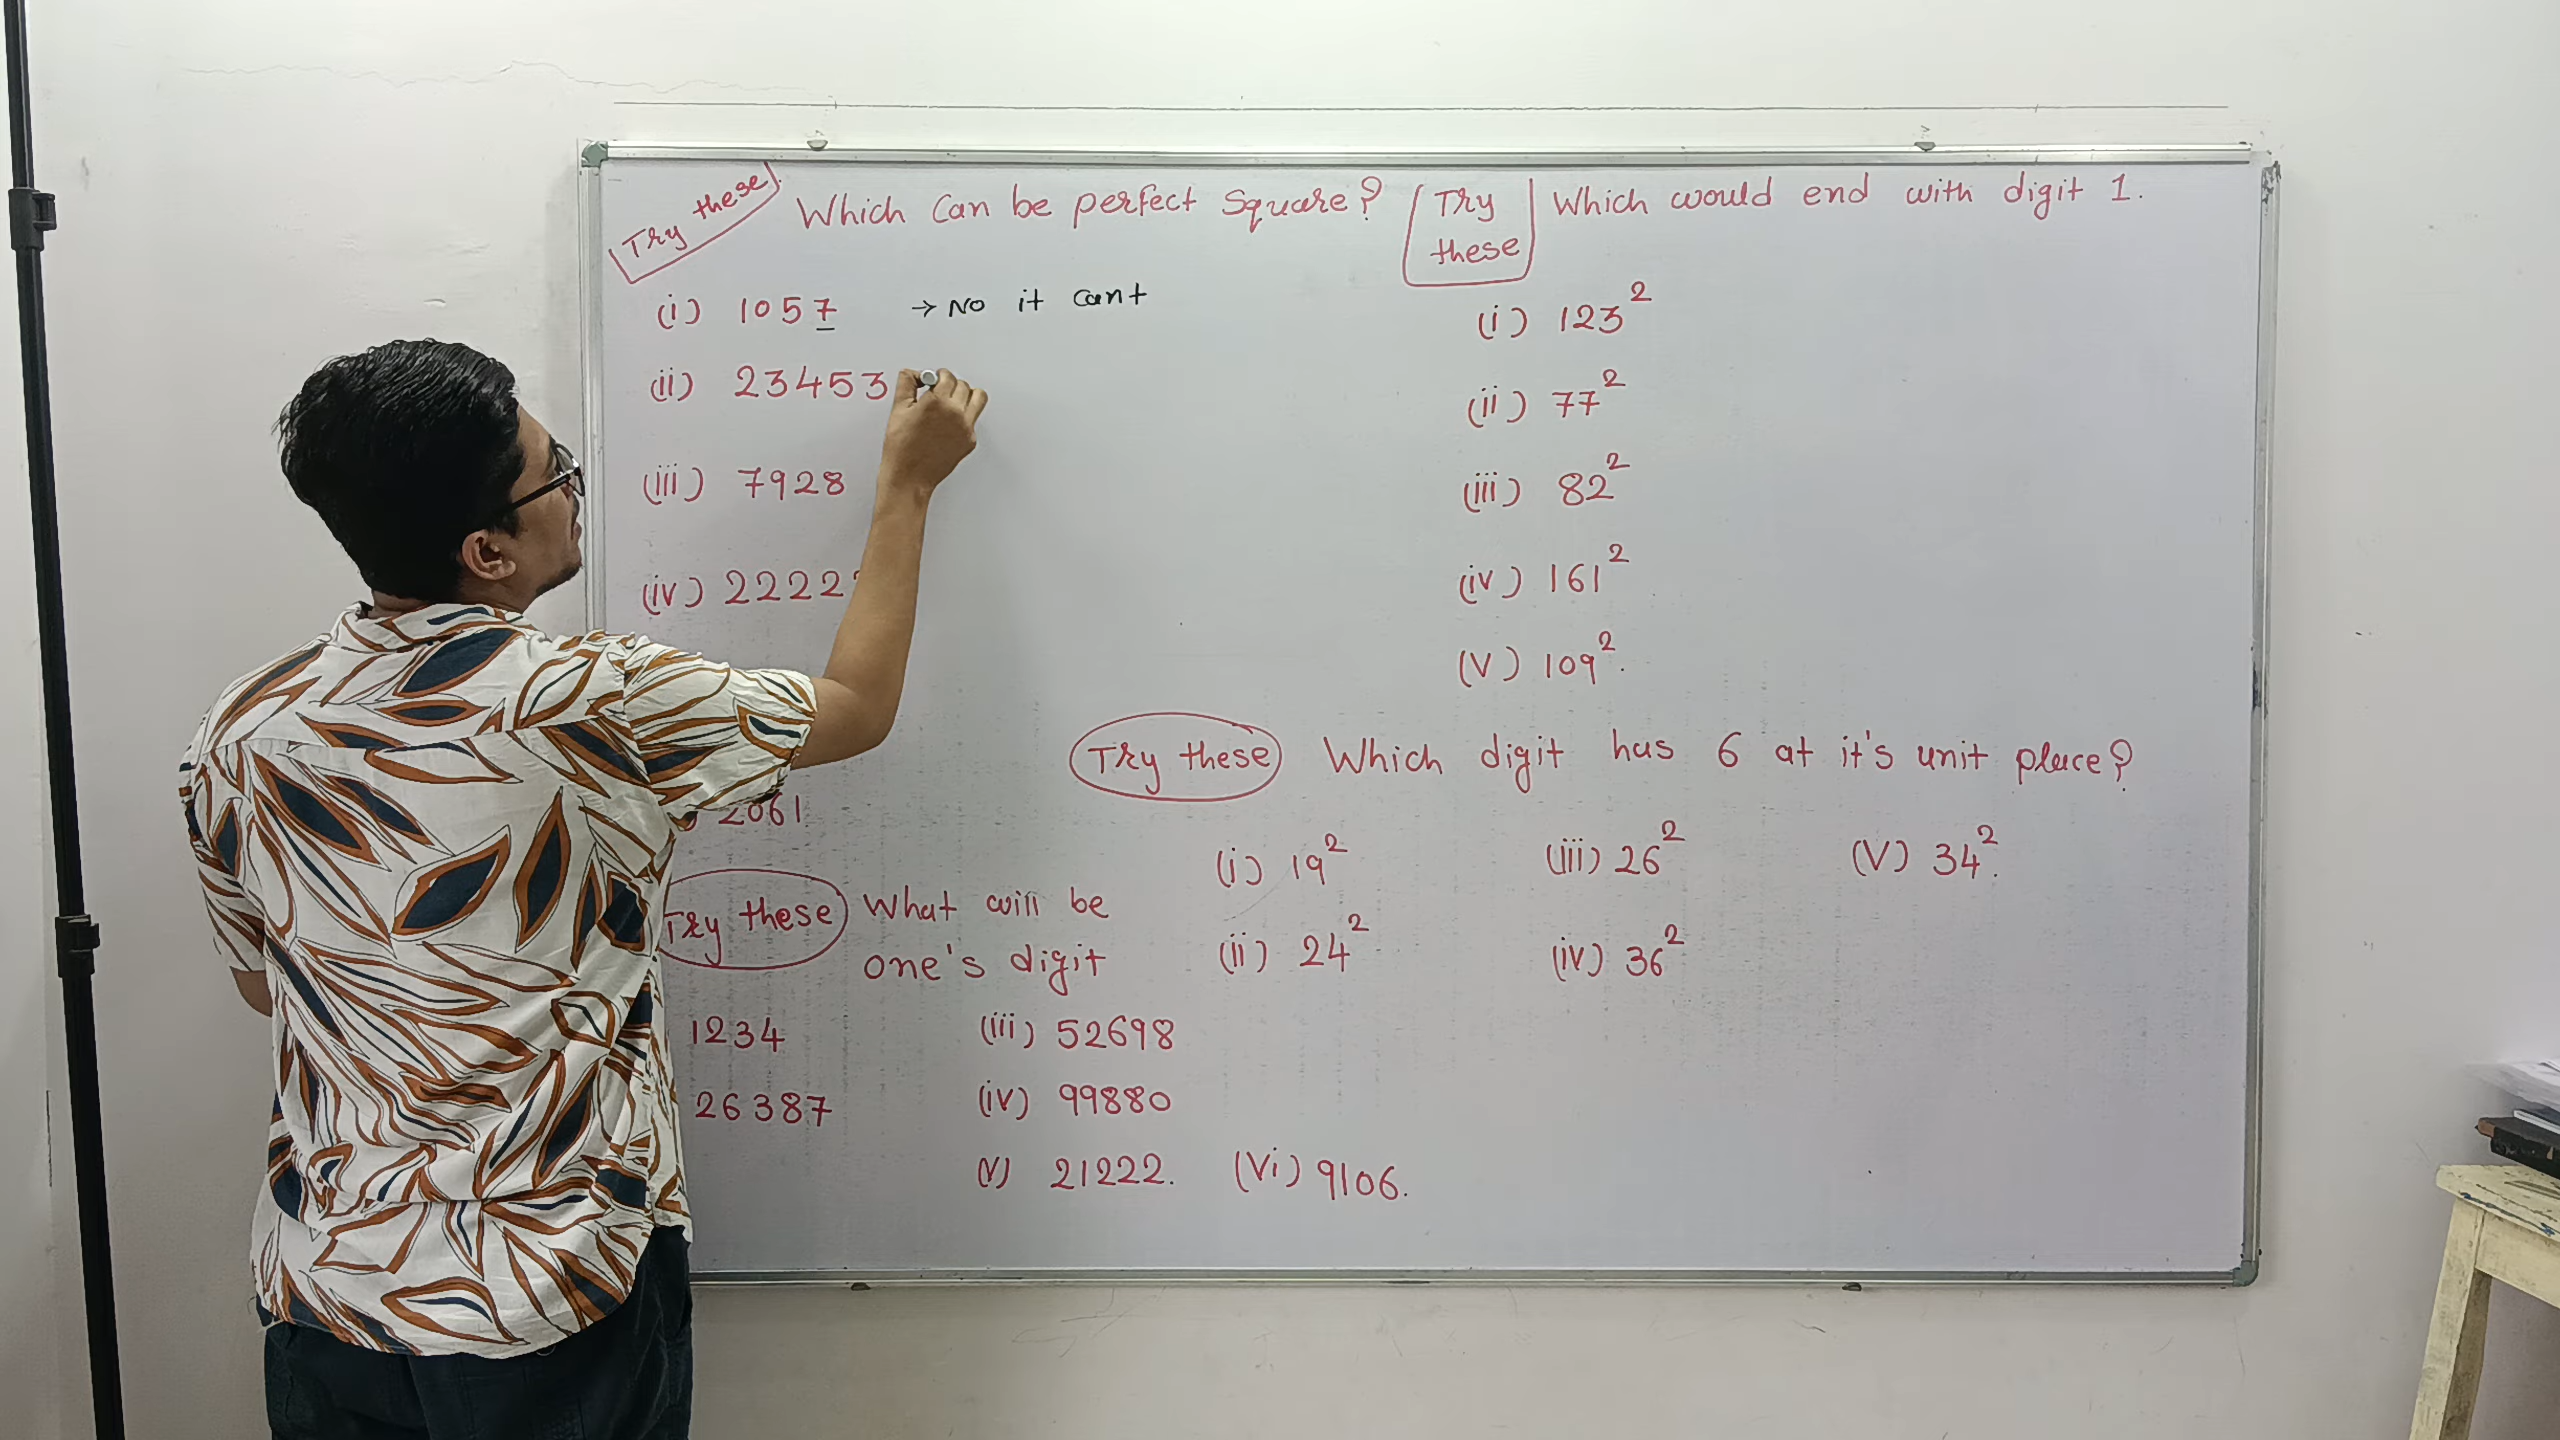 Try these
Which can be perfect Square?
(i) 1057 → No it cant
(ii) 23453
(iii) 7928
(iv) 2222
2061
Try these
Which would end with digit 1.
(i) 123²
(ii) 77²
(iii) 82²
(iv) 161²
(v) 109².
Try these Which digit has 6 at it's unit place?
(i) 19² (iii) 26² (v) 34².
(ii) 24² (iv) 36²
Try these What will be
one's digit
1234 (iii) 52698
26387 (iv) 99880
(v) 21222. (vi) 9106.